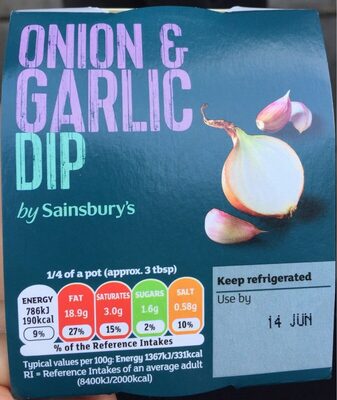 ONION &
GARLIC
DIP
by Sainsbury's
1/4 of a pot (approx. 3 tbsp)
ENERGY
786kJ
190kcal
9%
FAT
18.9g
27%
SATURATES
3.0g
15%
SUGARS
1.6g
2%
SALT
0.58g
10%
% of the Reference Intakes
Typical values per 100g: Energy 1367kJ/331kcal
RI = Reference Intakes of an average adult
(8400kJ/2000kcal)
Keep refrigerated
Use by
14 JUN